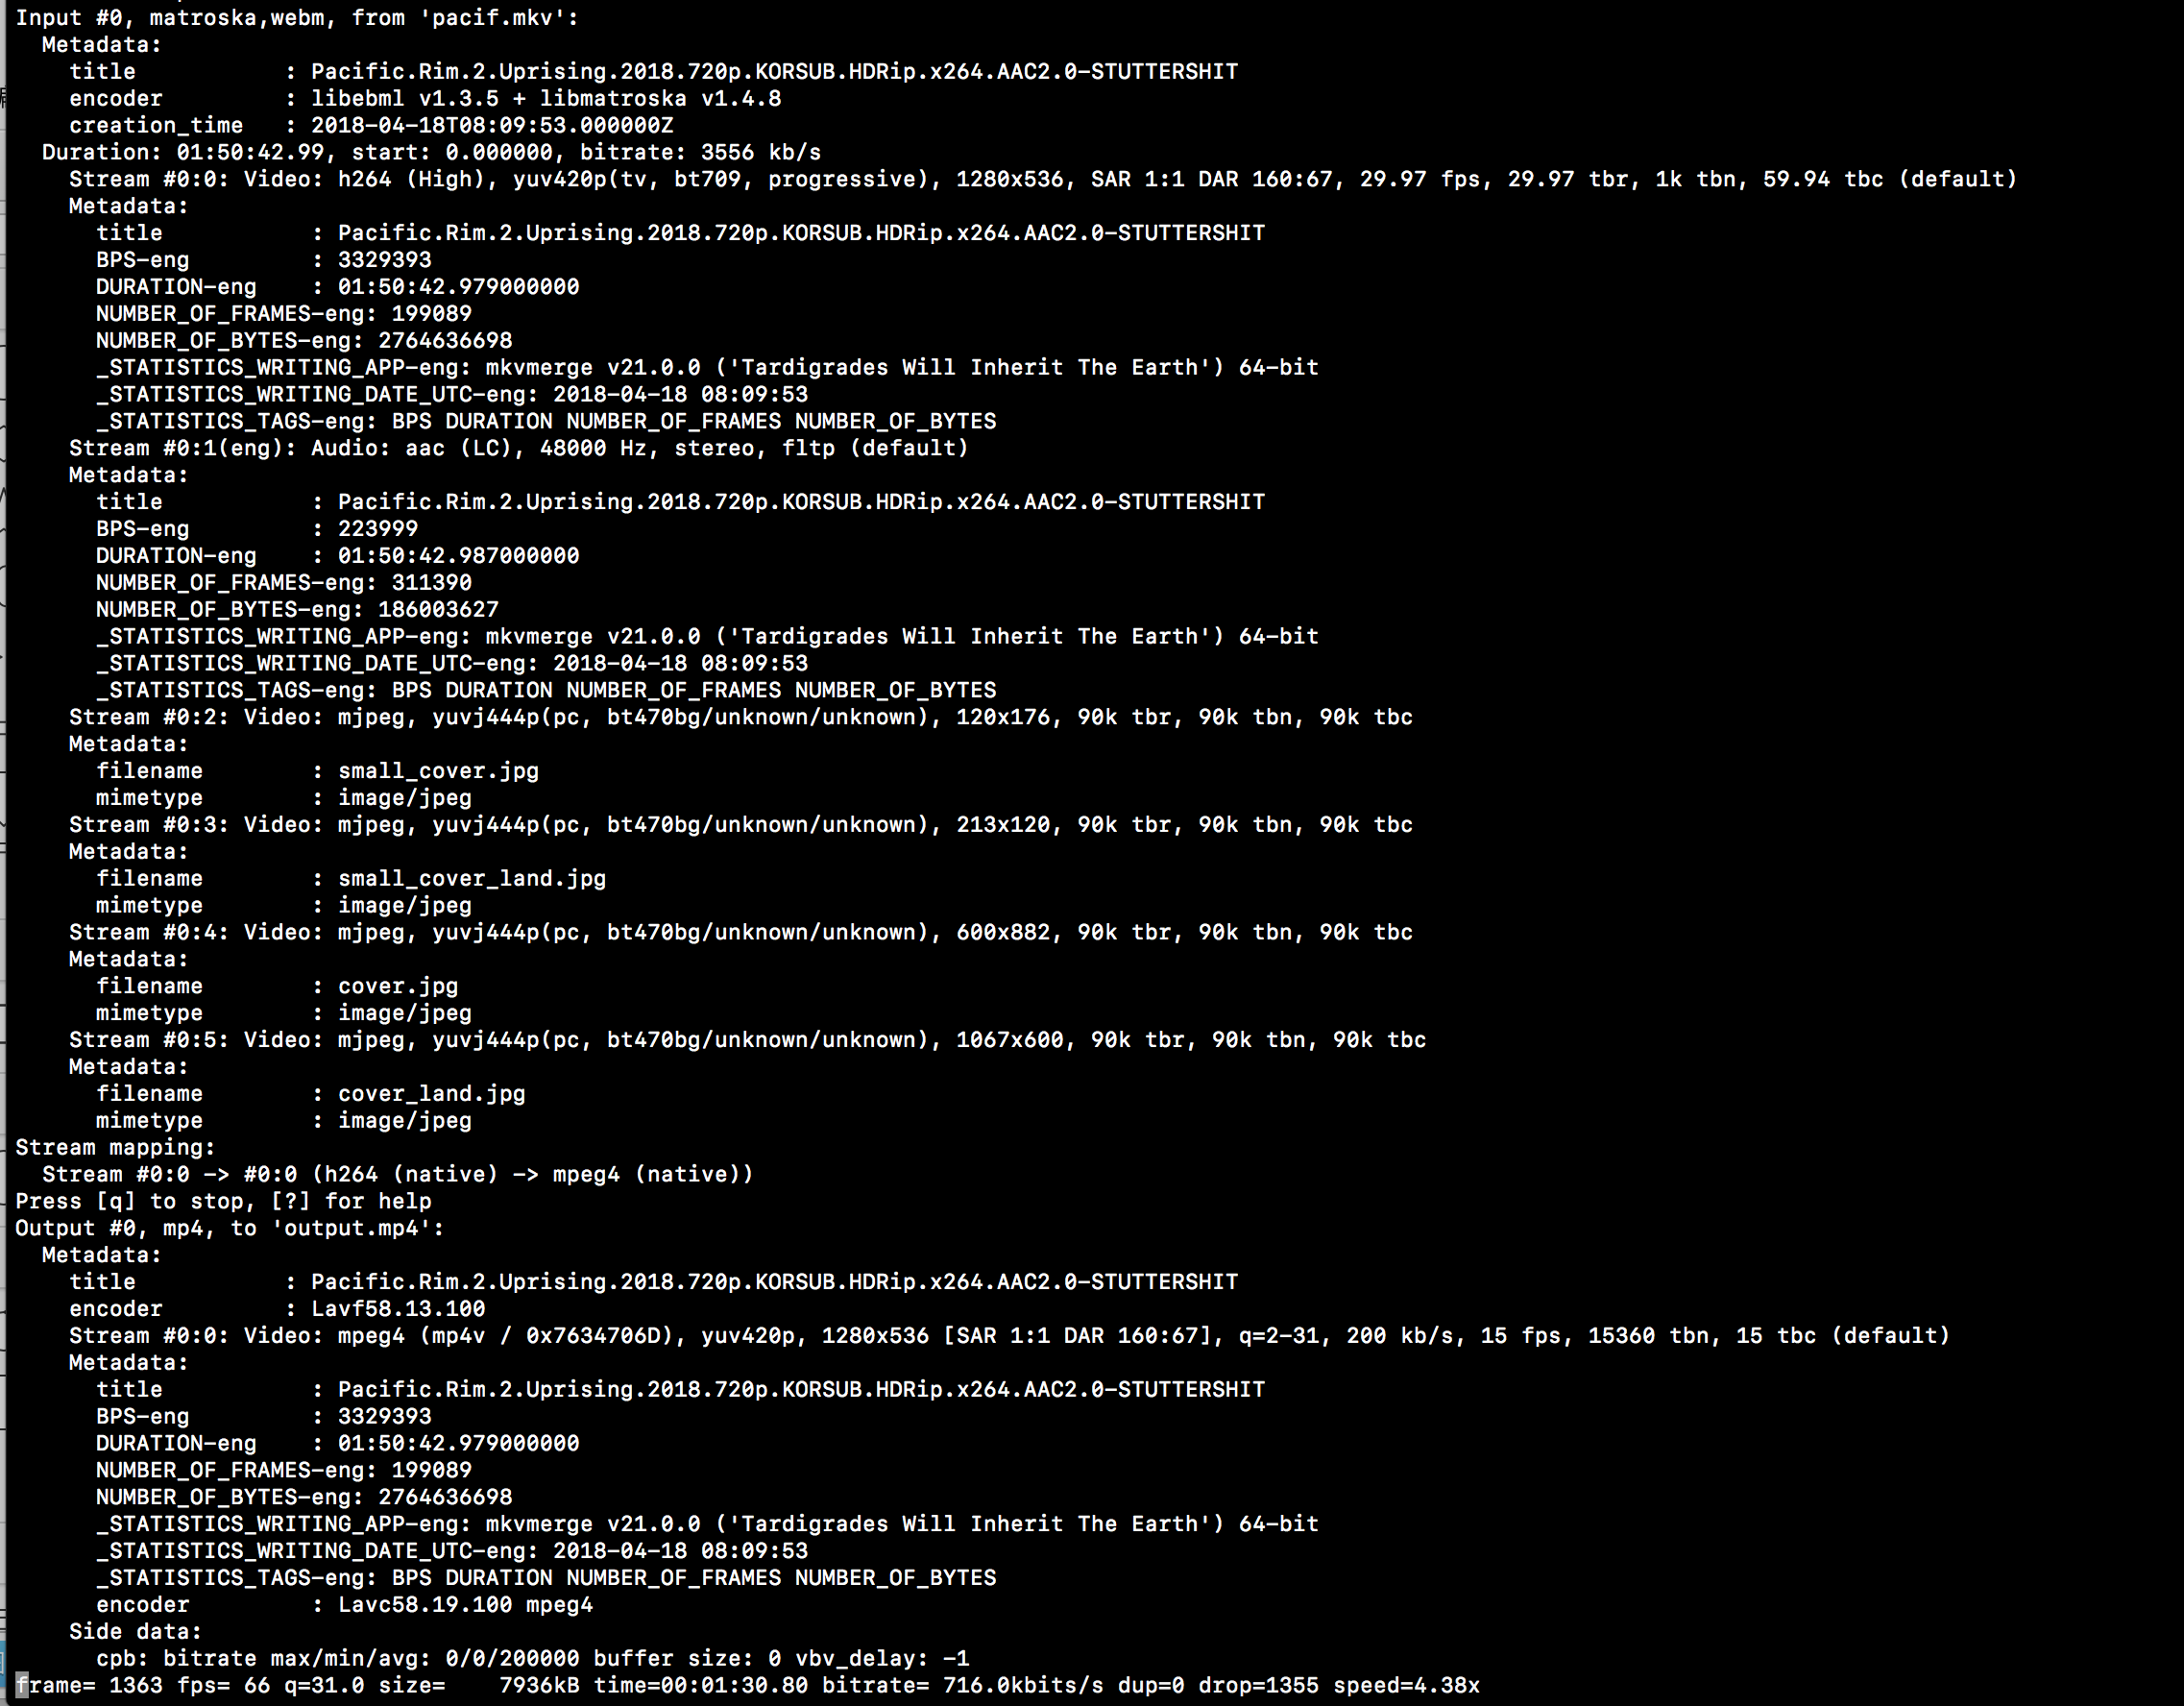 Input #0, matroska,webm, from 'pacif.mkv':
Metadata:
title : Pacific.Rim.2.Uprising.2018.720p.KORSUB.HDRip.x264.AAC2.0-STUTTERSHIT
encoder : libebml v1.3.5 + libmatroska v1.4.8
creation_time : 2018-04-18T08:09:53.000000Z
Duration: 01:50:42.99, start: 0.000000, bitrate: 3556 kb/s
Stream #0:0: Video: h264 (High), yuv420p(tv, bt709, progressive), 1280x536, SAR 1:1 DAR 160:67, 29.97 fps, 29.97 tbr, 1k tbn, 59.94 tbc (default)
Metadata:
title : Pacific.Rim.2.Uprising.2018.720p.KORSUB.HDRip.x264.AAC2.0-STUTTERSHIT
BPS-eng : 3329393
DURATION-eng : 01:50:42.979000000
NUMBER_OF_FRAMES-eng: 199089
NUMBER_OF_BYTES-eng: 2764636698
_STATISTICS_WRITING_APP-eng: mkvmerge v21.0.0 ('Tardigrades Will Inherit The Earth') 64-bit
_STATISTICS_WRITING_DATE_UTC-eng: 2018-04-18 08:09:53
_STATISTICS_TAGS-eng: BPS DURATION NUMBER_OF_FRAMES NUMBER_OF_BYTES
Stream #0:1(eng): Audio: aac (LC), 48000 Hz, stereo, fltp (default)
Metadata:
title : Pacific.Rim.2.Uprising.2018.720p.KORSUB.HDRip.x264.AAC2.0-STUTTERSHIT
BPS-eng : 223999
DURATION-eng : 01:50:42.987000000
NUMBER_OF_FRAMES-eng: 311390
NUMBER_OF_BYTES-eng: 186003627
_STATISTICS_WRITING_APP-eng: mkvmerge v21.0.0 ('Tardigrades Will Inherit The Earth') 64-bit
_STATISTICS_WRITING_DATE_UTC-eng: 2018-04-18 08:09:53
_STATISTICS_TAGS-eng: BPS DURATION NUMBER_OF_FRAMES NUMBER_OF_BYTES
Stream #0:2: Video: mjpeg, yuvj444p(pc, bt470bg/unknown/unknown), 120x176, 90k tbr, 90k tbn, 90k tbc
Metadata:
filename : small_cover.jpg
mimetype : image/jpeg
Stream #0:3: Video: mjpeg, yuvj444p(pc, bt470bg/unknown/unknown), 213x120, 90k tbr, 90k tbn, 90k tbc
Metadata:
filename : small_cover_land.jpg
mimetype : image/jpeg
Stream #0:4: Video: mjpeg, yuvj444p(pc, bt470bg/unknown/unknown), 600x882, 90k tbr, 90k tbn, 90k tbc
Metadata:
filename : cover.jpg
mimetype : image/jpeg
Stream #0:5: Video: mjpeg, yuvj444p(pc, bt470bg/unknown/unknown), 1067x600, 90k tbr, 90k tbn, 90k tbc
Metadata:
filename : cover_land.jpg
mimetype : image/jpeg
Stream mapping:
Stream #0:0 -> #0:0 (h264 (native) -> mpeg4 (native))
Press [q] to stop, [?] for help
Output #0, mp4, to 'output.mp4':
Metadata:
title : Pacific.Rim.2.Uprising.2018.720p.KORSUB.HDRip.x264.AAC2.0-STUTTERSHIT
encoder : Lavf58.13.100
Stream #0:0: Video: mpeg4 (mp4v / 0x7634706D), yuv420p, 1280x536 [SAR 1:1 DAR 160:67], q=2-31, 200 kb/s, 15 fps, 15360 tbn, 15 tbc (default)
Metadata:
title : Pacific.Rim.2.Uprising.2018.720p.KORSUB.HDRip.x264.AAC2.0-STUTTERSHIT
BPS-eng : 3329393
DURATION-eng : 01:50:42.979000000
NUMBER_OF_FRAMES-eng: 199089
NUMBER_OF_BYTES-eng: 2764636698
_STATISTICS_WRITING_APP-eng: mkvmerge v21.0.0 ('Tardigrades Will Inherit The Earth') 64-bit
_STATISTICS_WRITING_DATE_UTC-eng: 2018-04-18 08:09:53
_STATISTICS_TAGS-eng: BPS DURATION NUMBER_OF_FRAMES NUMBER_OF_BYTES
encoder : Lavc58.19.100 mpeg4
Side data:
cpb: bitrate max/min/avg: 0/0/200000 buffer size: 0 vbv_delay: -1
frame= 1363 fps= 66 q=31.0 size= 7936kB time=00:01:30.80 bitrate= 716.0kbits/s dup=0 drop=1355 speed=4.38x